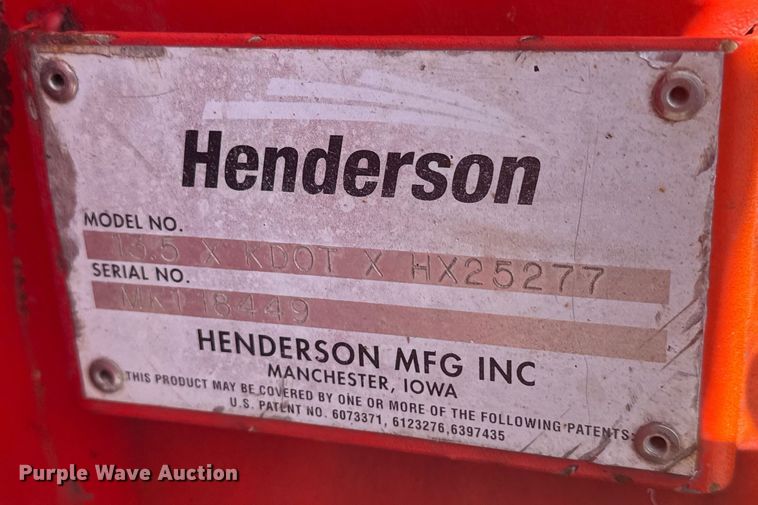 Henderson
MODEL NO.
13.5 X KDOT X HX25277
SERIAL NO.
18449
HENDERSON MFG INC
MANCHESTER, IOWA
THIS PRODUCT MAY BE COVERED BY ONE OR MORE OF THE FOLLOWING PATENTS:
U.S. PATENT NO. 6073371, 6123276,6397435
Purple Wave Auction